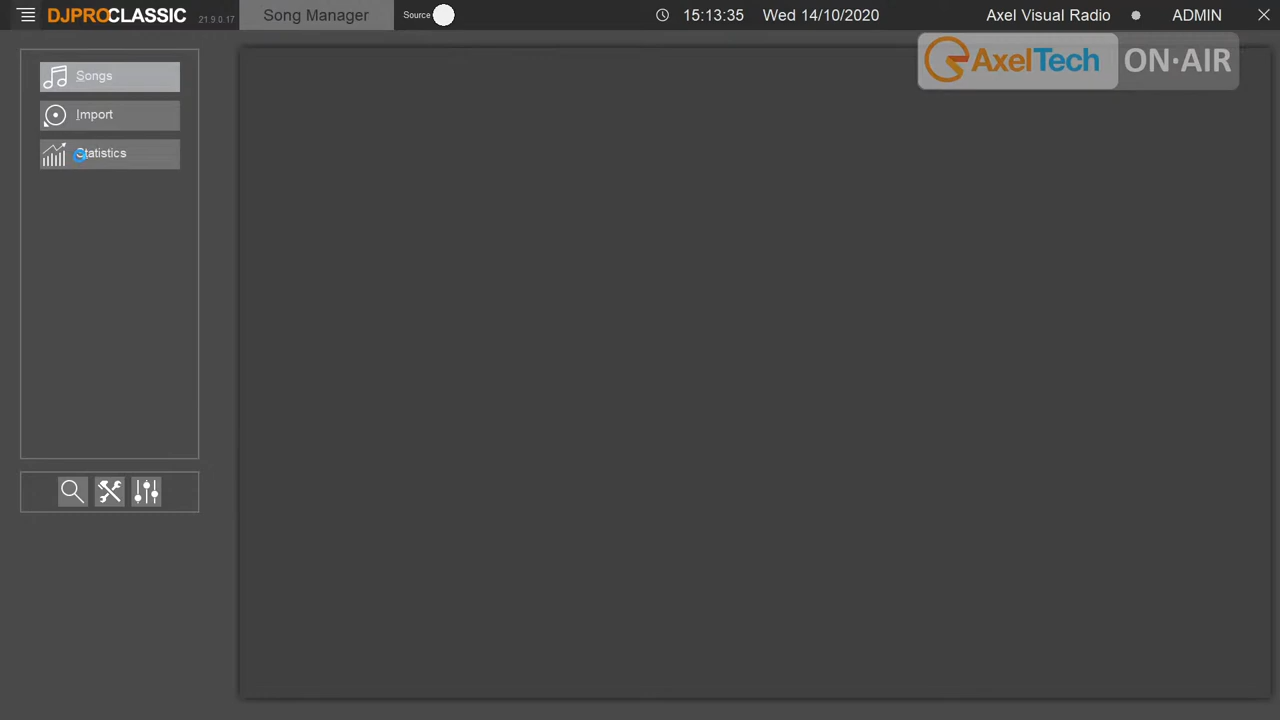 DJPROCLASSIC 21.9.0.17 Song Manager Source 15:13:35 Wed 14/10/2020 Axel Visual Radio ADMIN
AxelTech ON·AIR
Songs
Import
Statistics